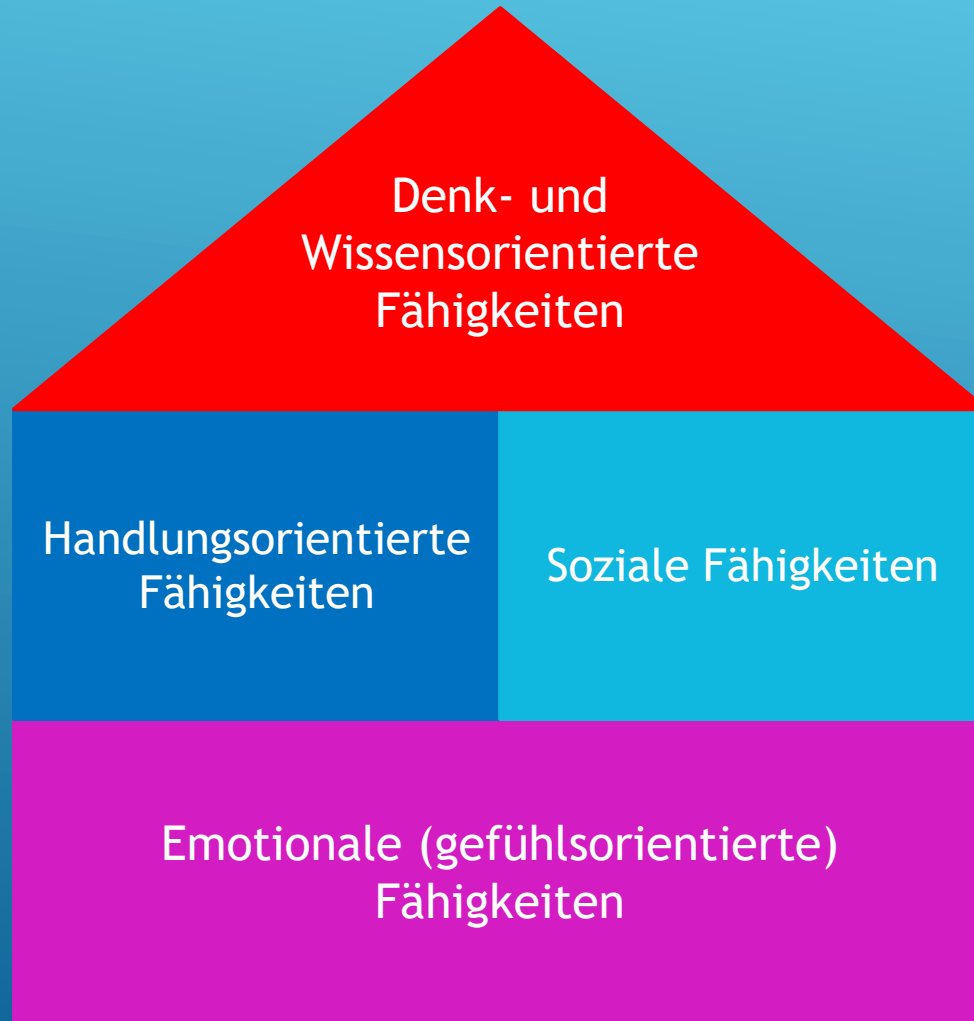 Denk- und
Wissensorientierte
Fähigkeiten
Handlungsorientierte
Fähigkeiten
Soziale Fähigkeiten
Emotionale (gefühlsorientierte)
Fähigkeiten